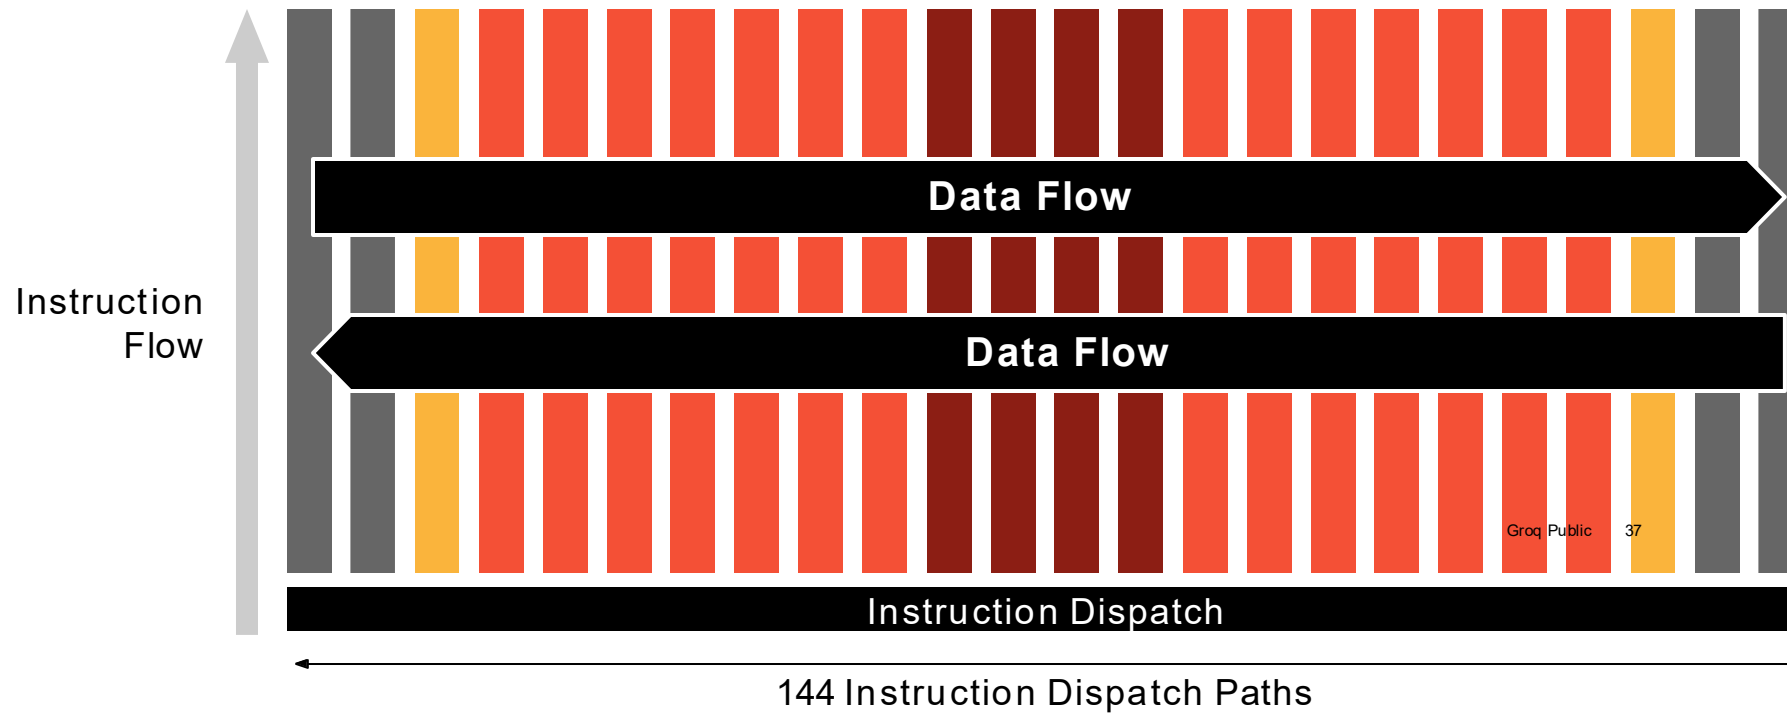 Data Flow
Instruction
Flow
Data Flow
Groq Public 37
Instruction Dispatch
144 Instruction Dispatch Paths